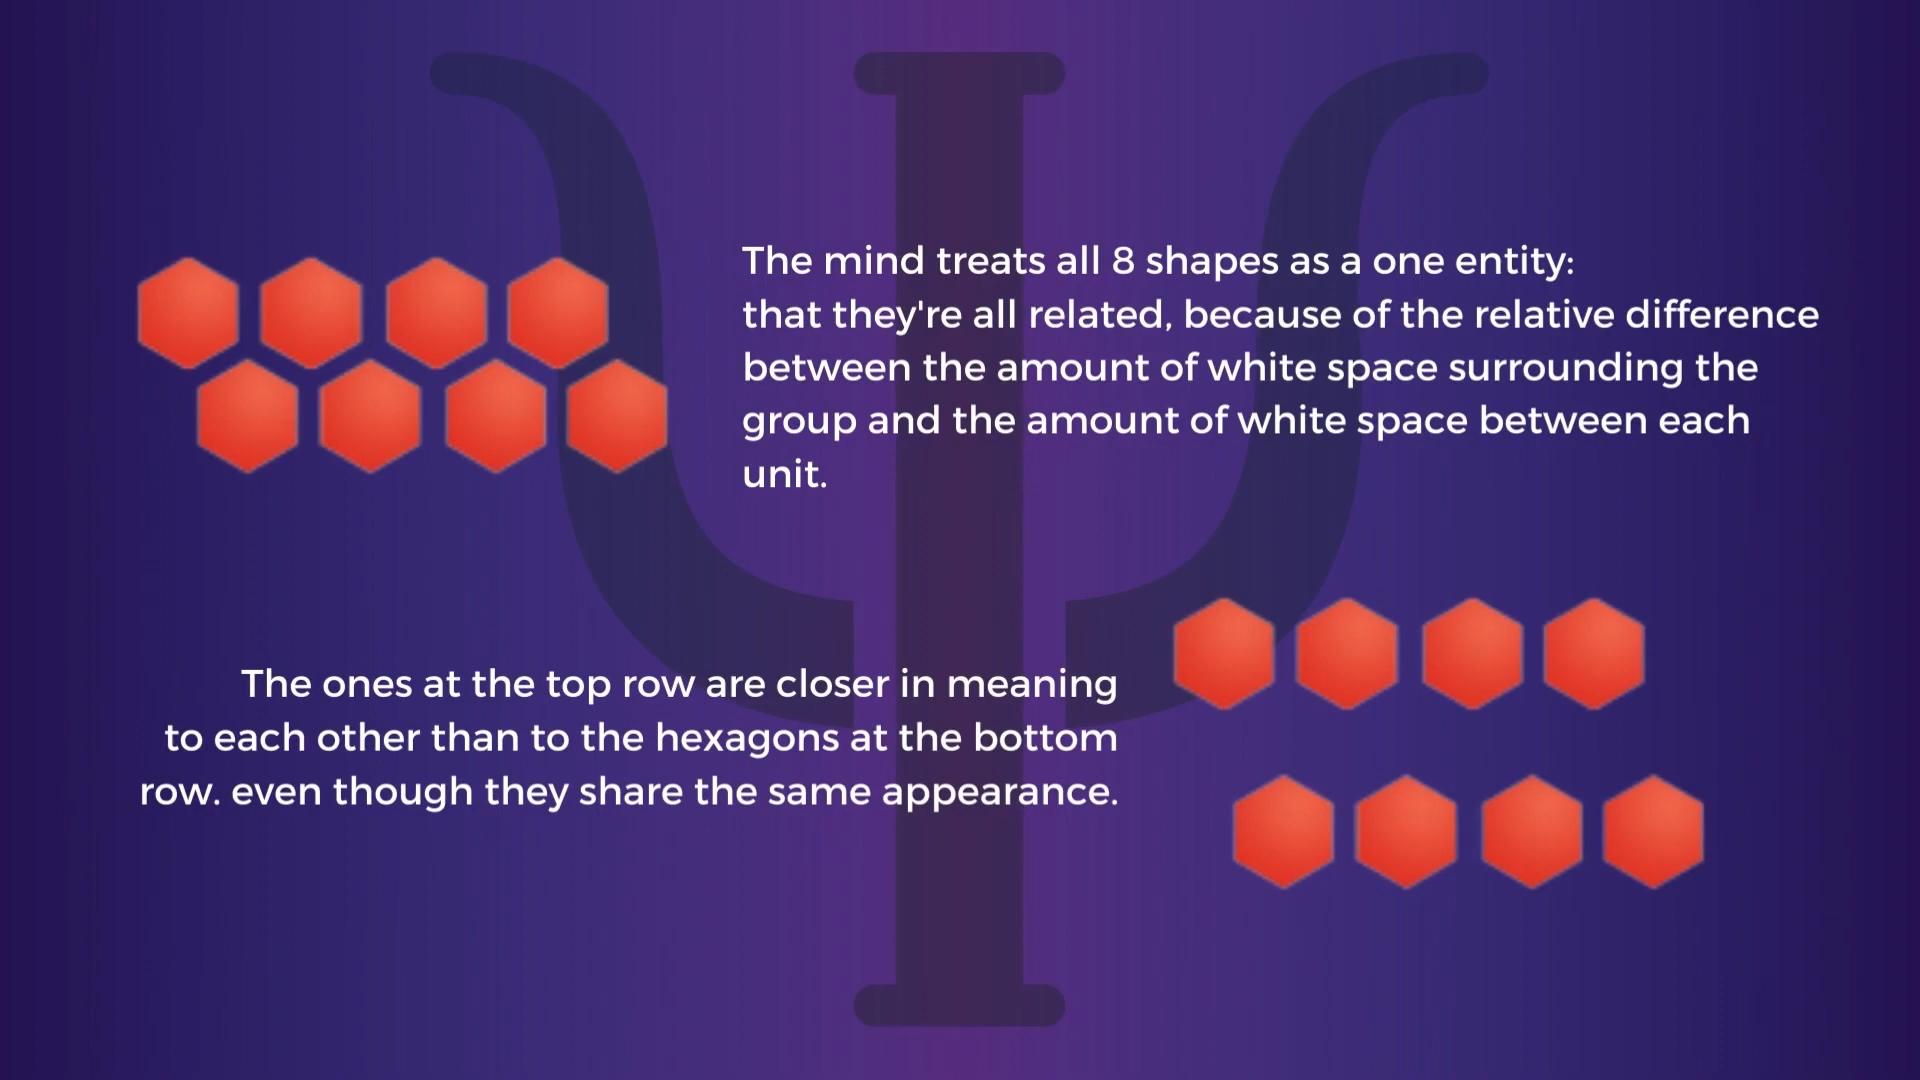 The mind treats all 8 shapes as a one entity:
that they're all related, because of the relative difference
between the amount of white space surrounding the
group and the amount of white space between each
unit.
The ones at the top row are closer in meaning
to each other than to the hexagons at the bottom
row. even though they share the same appearance.